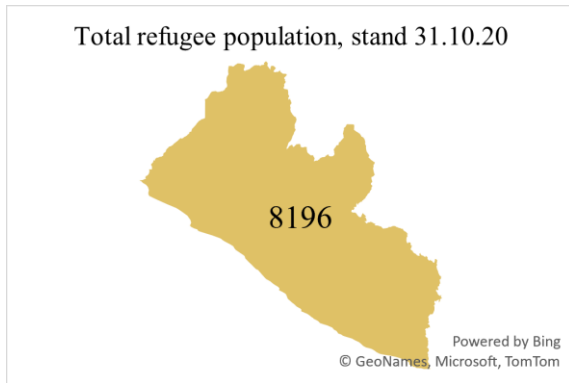 Total refugee population, stand 31.10.20
8196
Powered by Bing
© GeoNames, Microsoft, TomTom